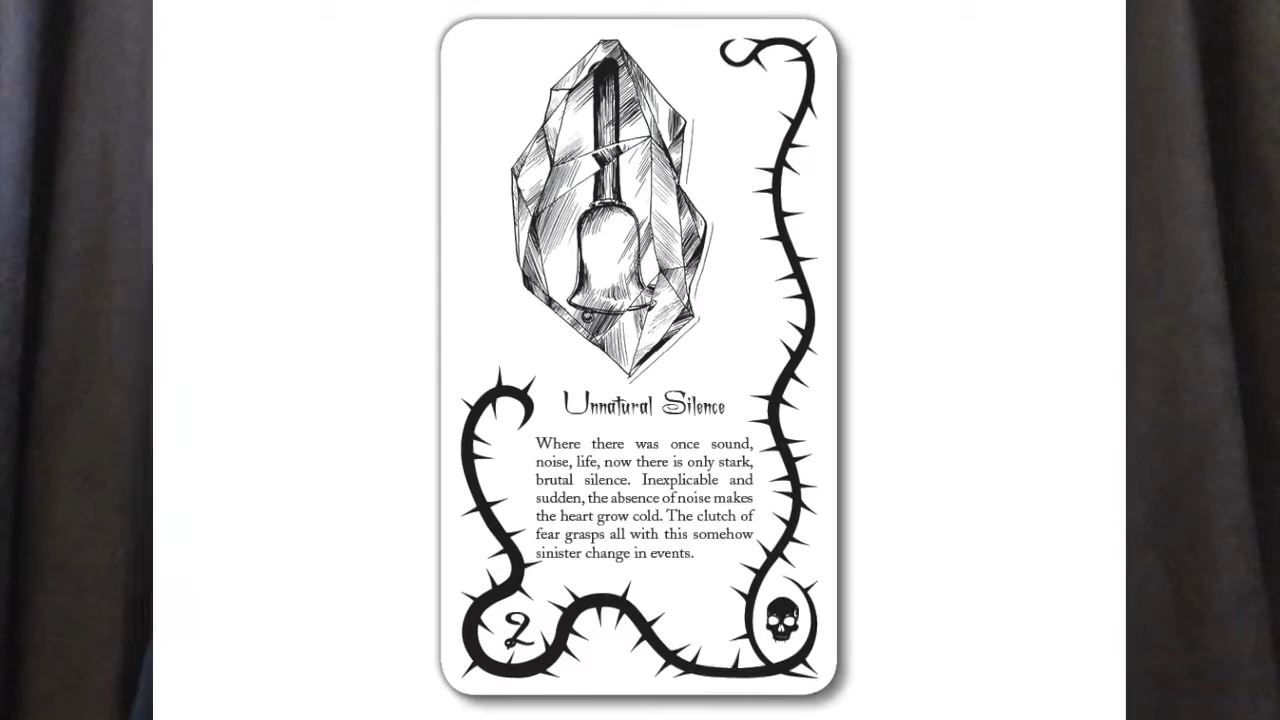 Unnatural Silence
Where there was once sound,
noise, life, now there is only stark,
brutal silence. Inexplicable and
sudden, the absence of noise makes
the heart grow cold. The clutch of
fear grasps all with this somehow
sinister change in events.
2